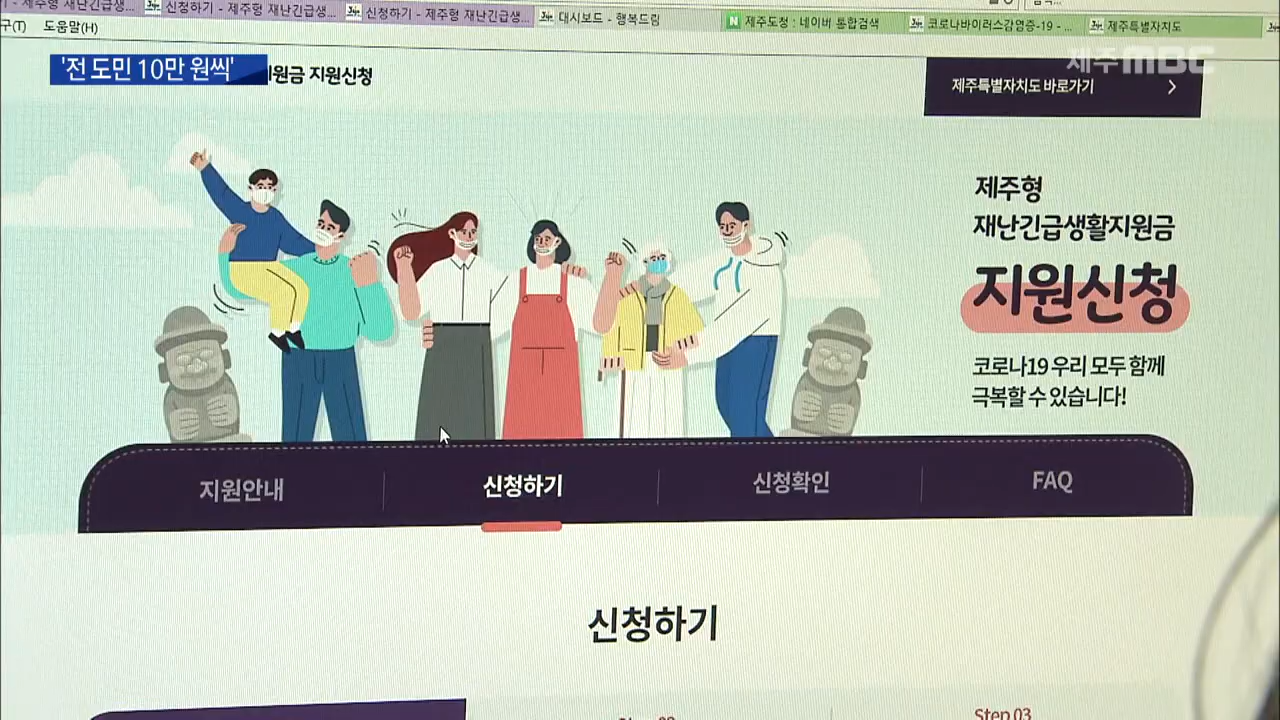 신청하기 - 제주형 재난긴급생...
신청하기 - 제주형 재난긴급생...
대시보드 - 행복드림
제주도청 : 네이버 통합검색
코로나바이러스감염증-19 - ...
제주특별자치도
도움말(H)
'전 도민 10만 원씩'
지원신청
제주MBC
제주특별자치도 바로가기
제주형
재난긴급생활지원금
지원신청
코로나19 우리 모두 함께
극복할 수 있습니다!
지원안내
신청하기
신청확인
FAQ
신청하기
Step 03